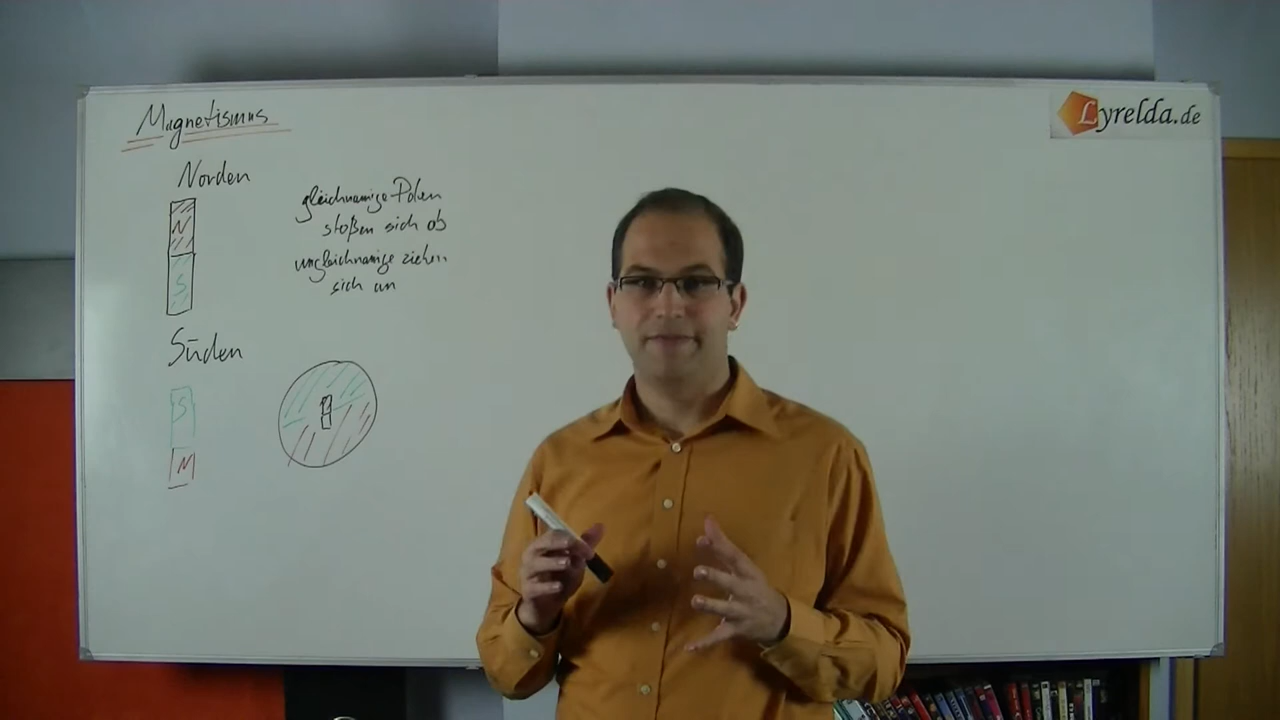 Magnetismus
Lyrelda.de
Norden
N
S
gleichnamige Polen
stoßen sich ab
ungleichnamige ziehen
sich an
Süden
S
N